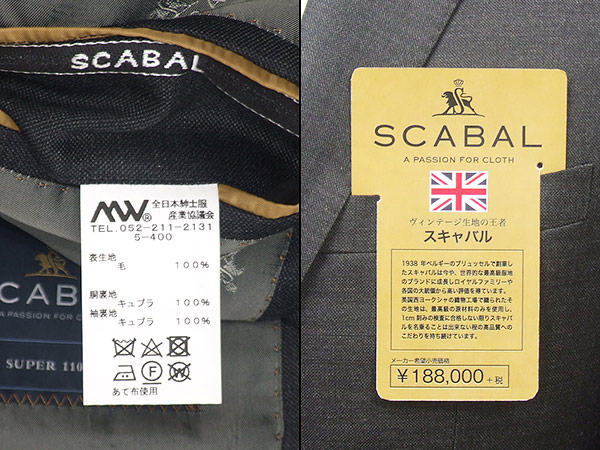 SCABAL
MW® 全日本紳士服
産業協議会
TEL.052-211-2131
5-400
表生地
毛 100%
胴裏地
キュプラ 100%
袖裏地
キュプラ 100%
あて布使用
CABAL
A PASSION FOR CLOTH
SUPER 110
SCABAL
A PASSION FOR CLOTH
ヴィンテージ生地の王者
スキャバル
1938 年ベルギーのブリュッセルで創業し
たスキャバルは今や、世界的な最高級服地
のブランドに成長しロイヤルファミリーや
各国の大統領から高い評価を得ています。
英国西ヨークシャの織物工場で織られたそ
の生地は、最高級の原材料のみを使用し、
1cm 刻みの検査に合格しない限りスキャバ
ルを名乗ることは出来ない程の高品質への
こだわりを持ち続けています。
メーカー希望小売価格
¥188,000+税